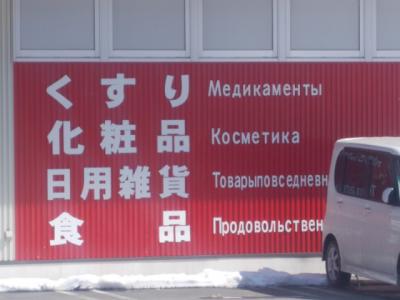 くすり Медикаменты
化粧品 Косметика
日用雑貨 Товарыповседневн
食品 Продовольствен